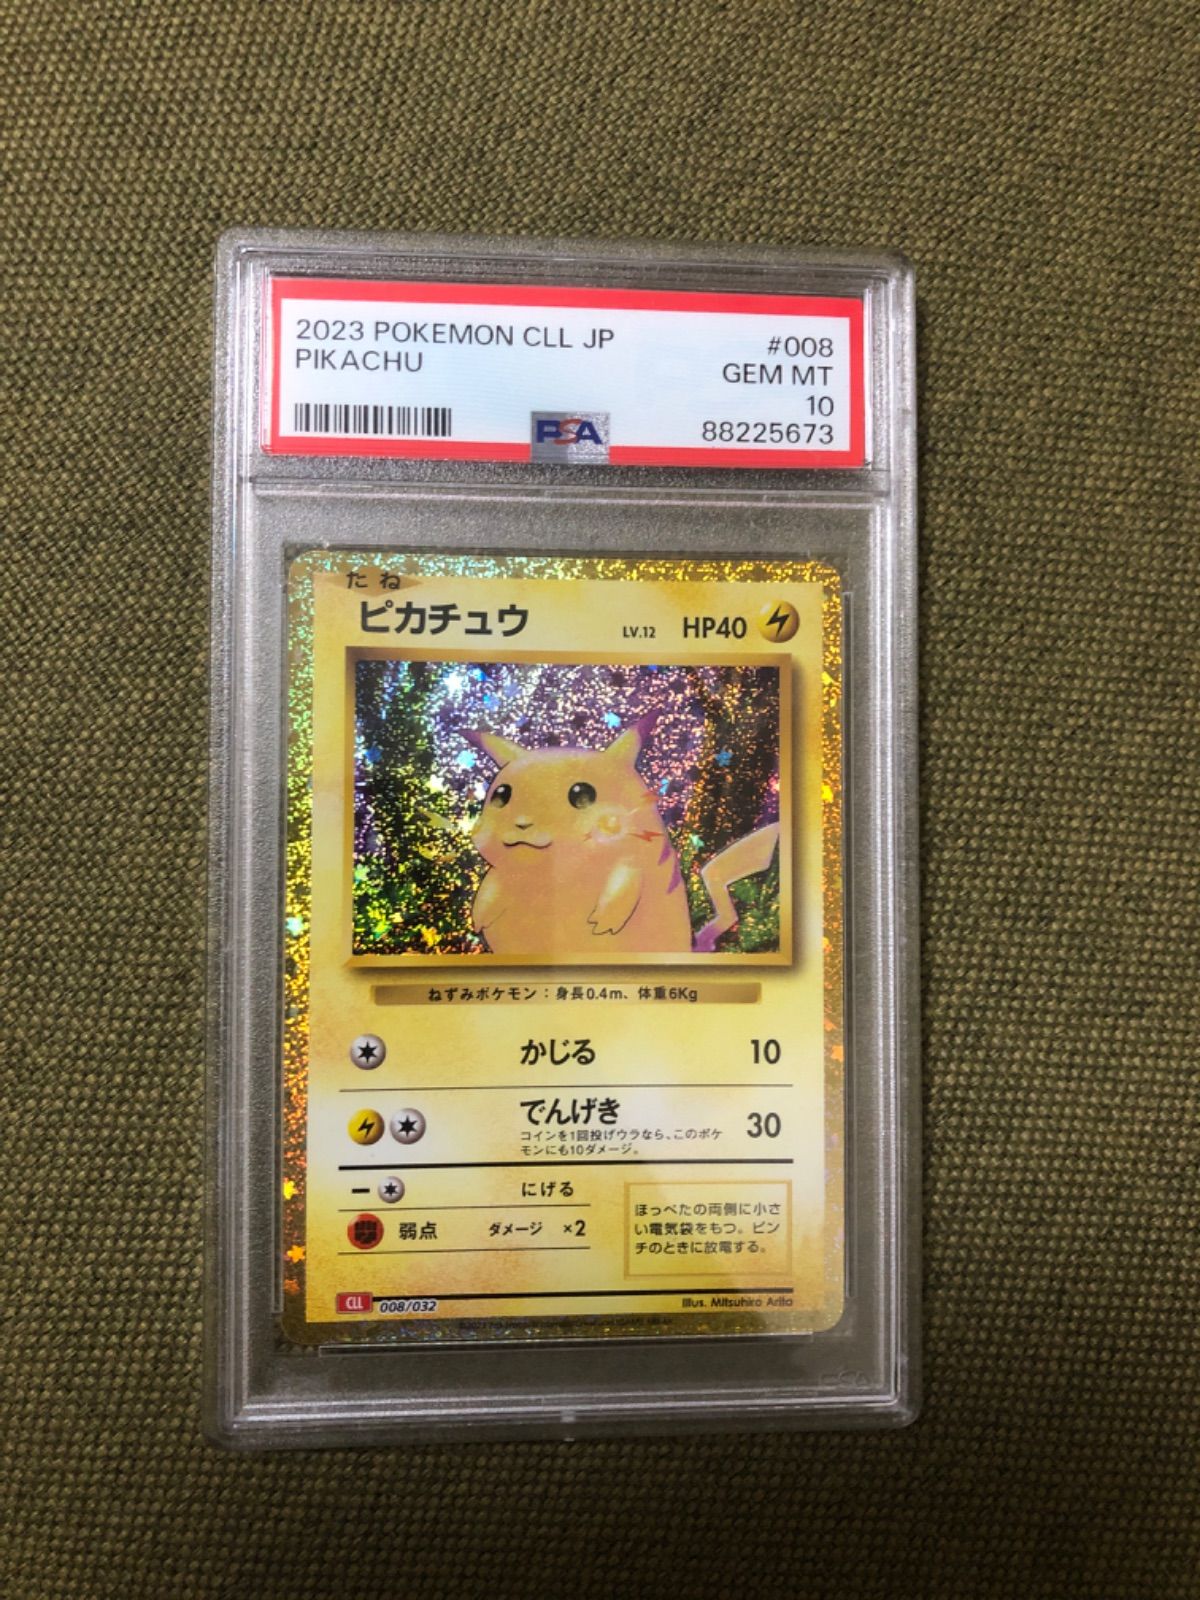 2023 POKEMON CLL JP #008
PIKACHU GEM MT
10
PSA 88225673
たね
ピカチュウ LV.12 HP40
ねずみポケモン：身長0.4m、体重6Kg
かじる 10
でんげき 30
コインを1回投げウラなら、このポケ
モンにも10ダメージ。
にげる
弱点 ダメージ ×2
ほっぺたの両側に小さ
い電気袋をもつ。ピン
チのときに放電する。
CLL 008/032 Illus. Mitsuhiro Arita